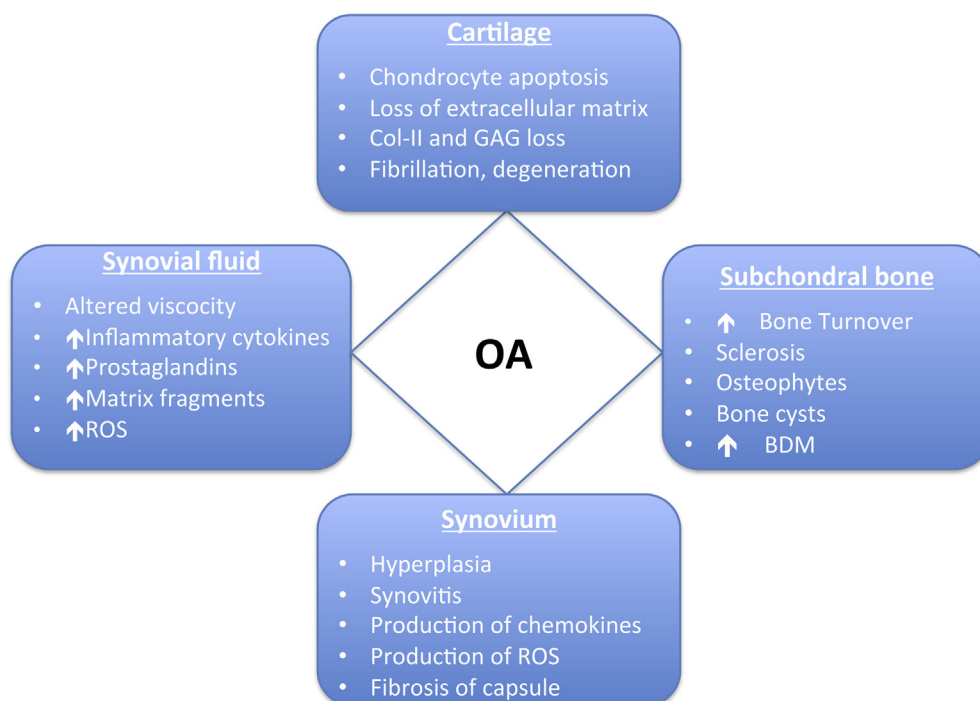 Cartilage
• Chondrocyte apoptosis
• Loss of extracellular matrix
• Col-II and GAG loss
• Fibrillation, degeneration
Synovial fluid
• Altered viscocity
• ↑Inflammatory cytokines
• ↑Prostaglandins
• ↑Matrix fragments
• ↑ROS
OA
Subchondral bone
• ↑ Bone Turnover
• Sclerosis
• Osteophytes
• Bone cysts
• ↑ BDM
Synovium
• Hyperplasia
• Synovitis
• Production of chemokines
• Production of ROS
• Fibrosis of capsule